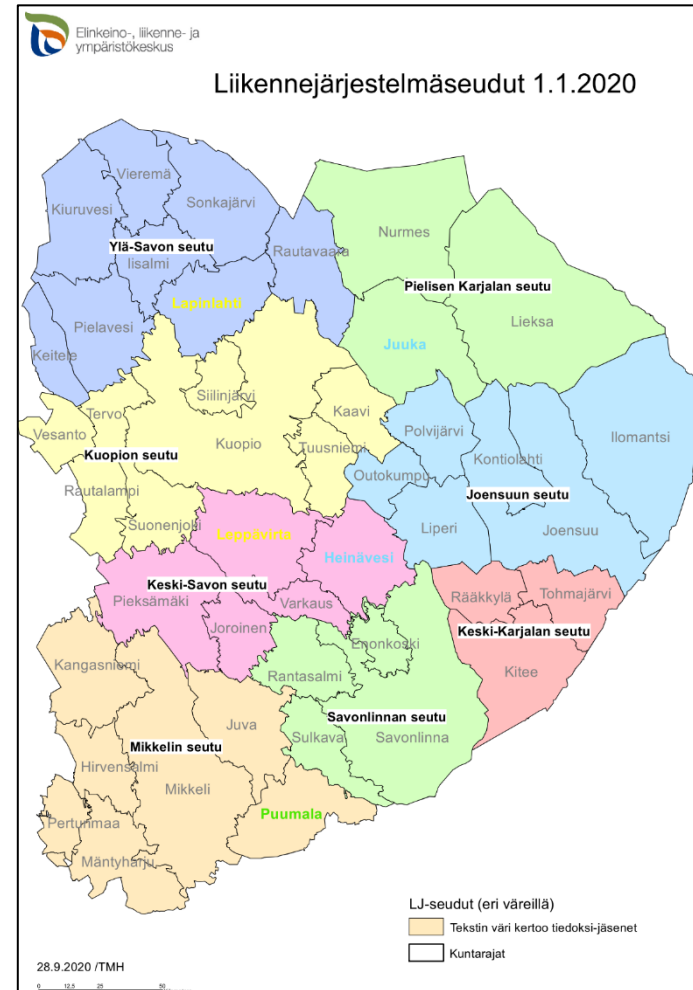 Elinkeino-, liikenne- ja
ympäristökeskus
Liikennejärjestelmäseudut 1.1.2020
Vieremä
Kiuruvesi
Sonkajärvi
Nurmes
Ylä-Savon seutu
Rautavaara
Iisalmi
Pielisen Karjalan seutu
Lapinlahti
Lieksa
Pielavesi
Juuka
Keitele
Siilinjärvi
Kaavi
Tervo
Polvijärvi
Ilomantsi
Vesanto
Kuopio
Tuusniemi
Kuopion seutu
Kontiolahti
Outokumpu
Rautalampi
Joensuun seutu
Suonenjoki
Liperi
Joensuu
Leppävirta
Heinävesi
Keski-Savon seutu
Rääkkylä
Tohmajärvi
Pieksämäki
Varkaus
Joroinen
Keski-Karjalan seutu
Enonkoski
Kangasniemi
Kitee
Rantasalmi
Savonlinnan seutu
Juva
Sulkava
Savonlinna
Mikkelin seutu
Hirvensalmi
Mikkeli
Puumala
Pertunmaa
Mäntyharju
LJ-seudut (eri väreillä)
Tekstin väri kertoo tiedoksi-jäsenet
Kuntarajat
28.9.2020 /TMH
0 12,5 25 50